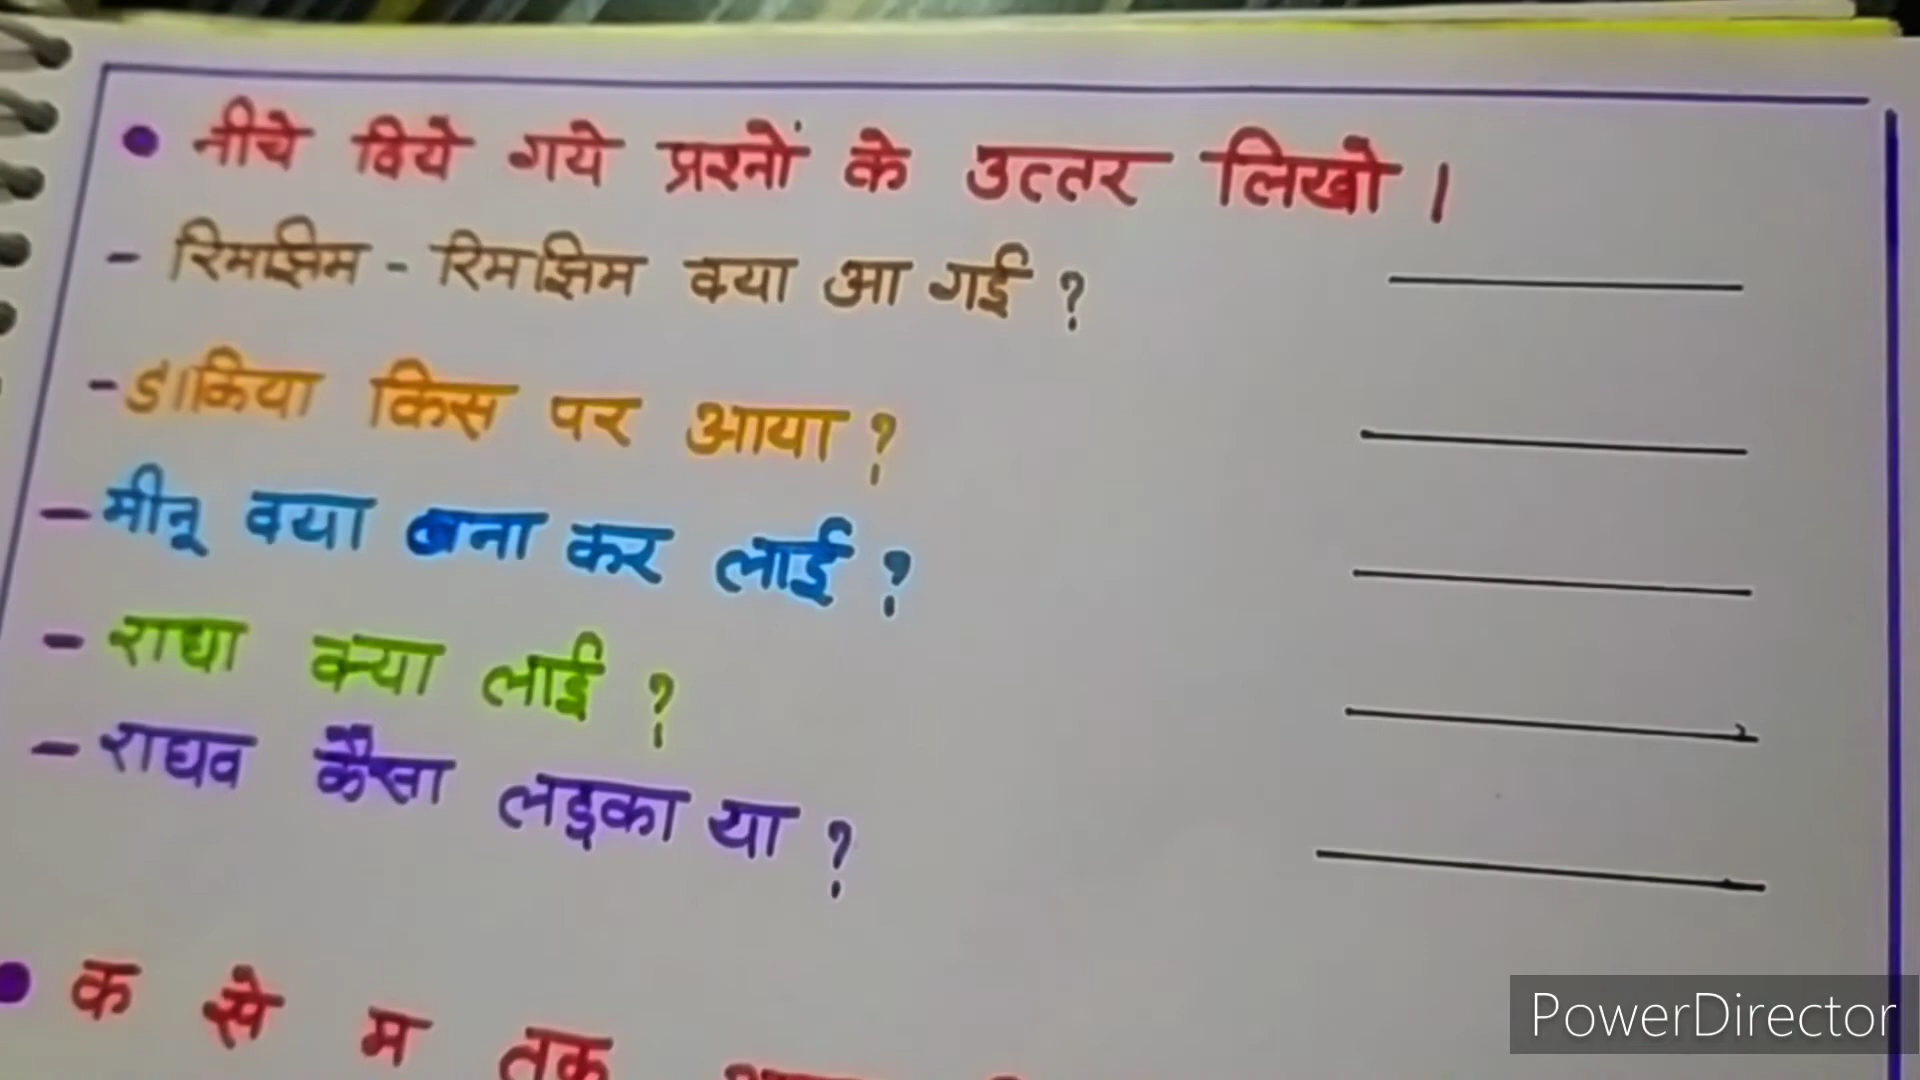 • नीचे दिये गये प्रश्नों के उत्तर लिखो ।
- रिमझिम - रिमझिम क्या आ गई ?
- डाकिया किस पर आया ?
- मीनू क्या बना कर लाई ?
- राधा क्या लाई ?
- राघव कैसा लड़का था ?
• क से म तक
PowerDirector